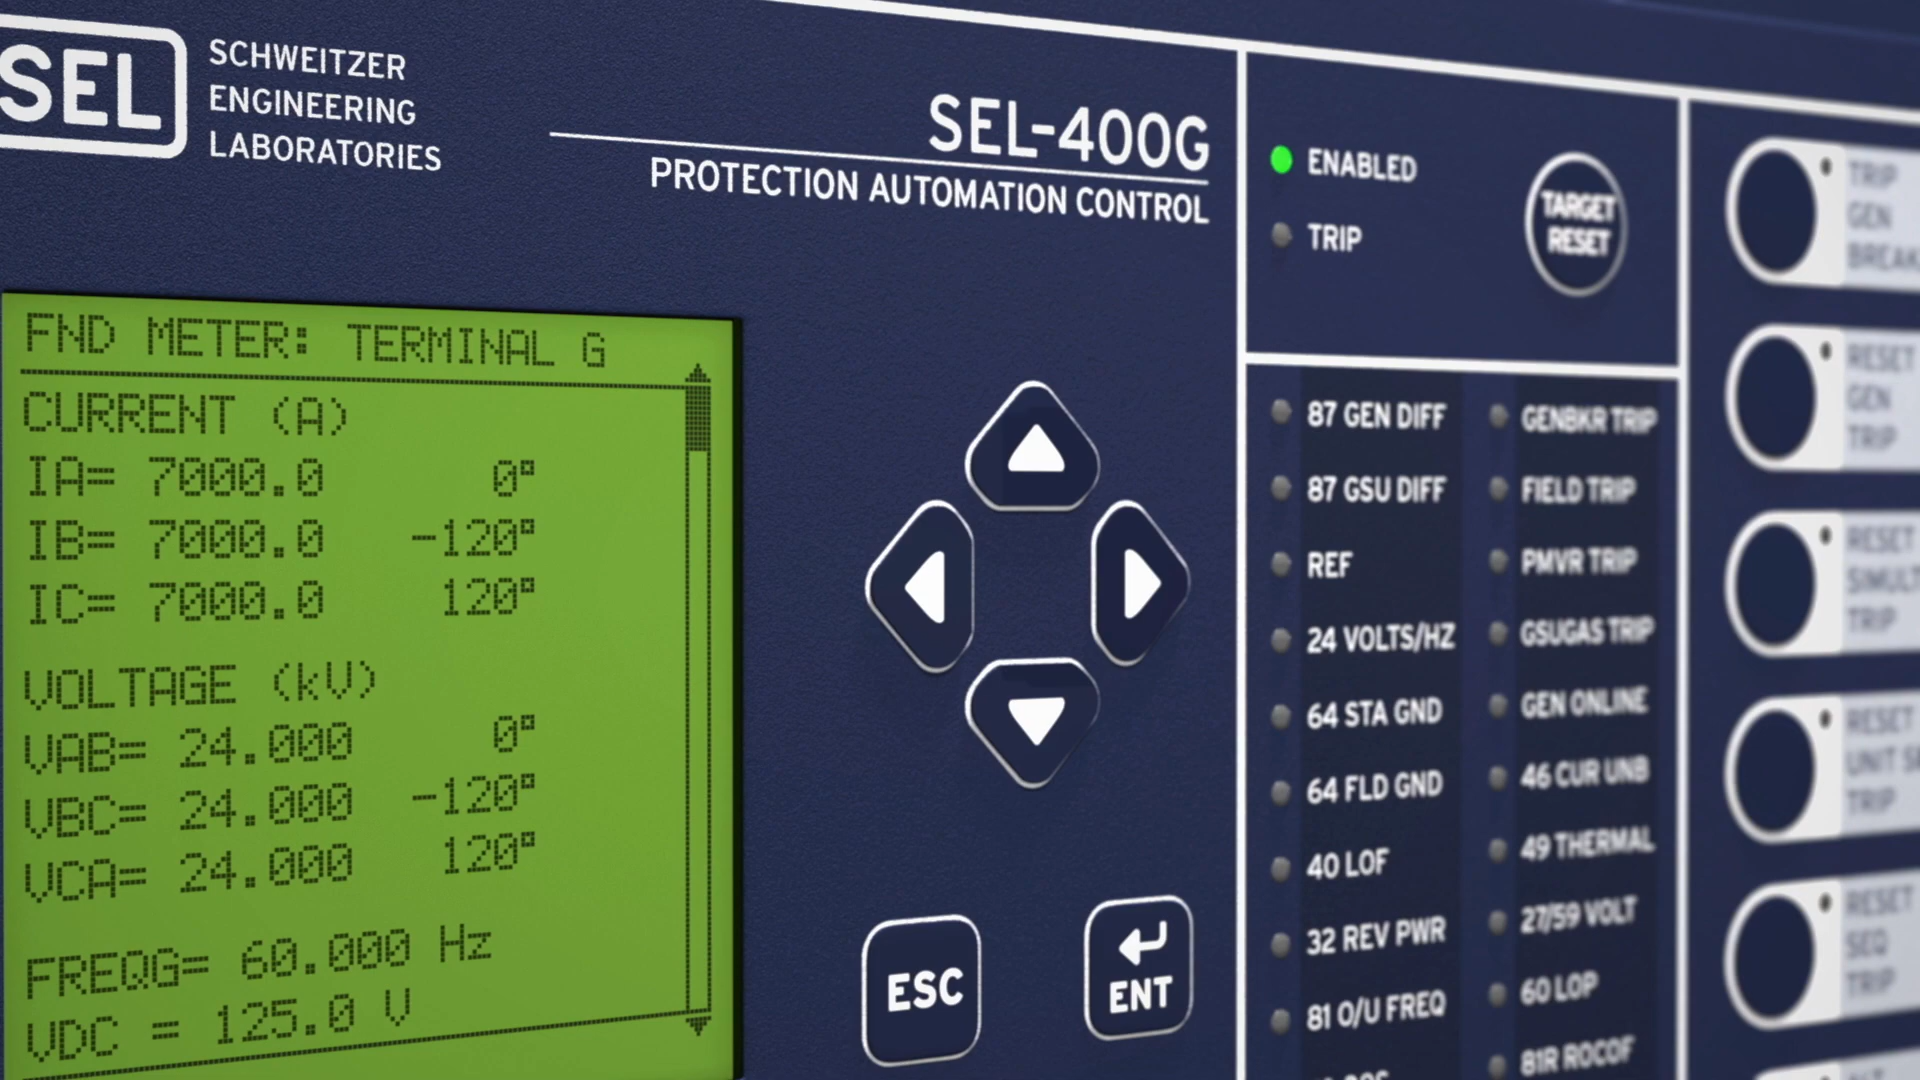 SEL
SCHWEITZER
ENGINEERING
LABORATORIES
SEL-400G
PROTECTION AUTOMATION CONTROL
FND METER: TERMINAL G
CURRENT (A)
IA= 7000.0 0°
IB= 7000.0 -120°
IC= 7000.0 120°
VOLTAGE (kV)
VAB= 24.000 0°
VBC= 24.000 -120°
VCA= 24.000 120°
FREQG= 60.000 Hz
VDC = 125.0 V
ESC
ENT
ENABLED
TRIP
TARGET
RESET
87 GEN DIFF
87 GSU DIFF
REF
24 VOLTS/HZ
64 STA GND
64 FLD GND
40 LOF
32 REV PWR
81 O/U FREQ
GENBKR TRIP
FIELD TRIP
PMVR TRIP
GSUGAS TRIP
GEN ONLINE
46 CUR UNB
49 THERMAL
27/59 VOLT
60 LOP
81R ROCOF
TRIP
GEN
BREAK
RESET
GEN
TRIP
RESET
SIMULT
TRIP
RESET
UNIT S
TRIP
RESET
SEQ
TRIP